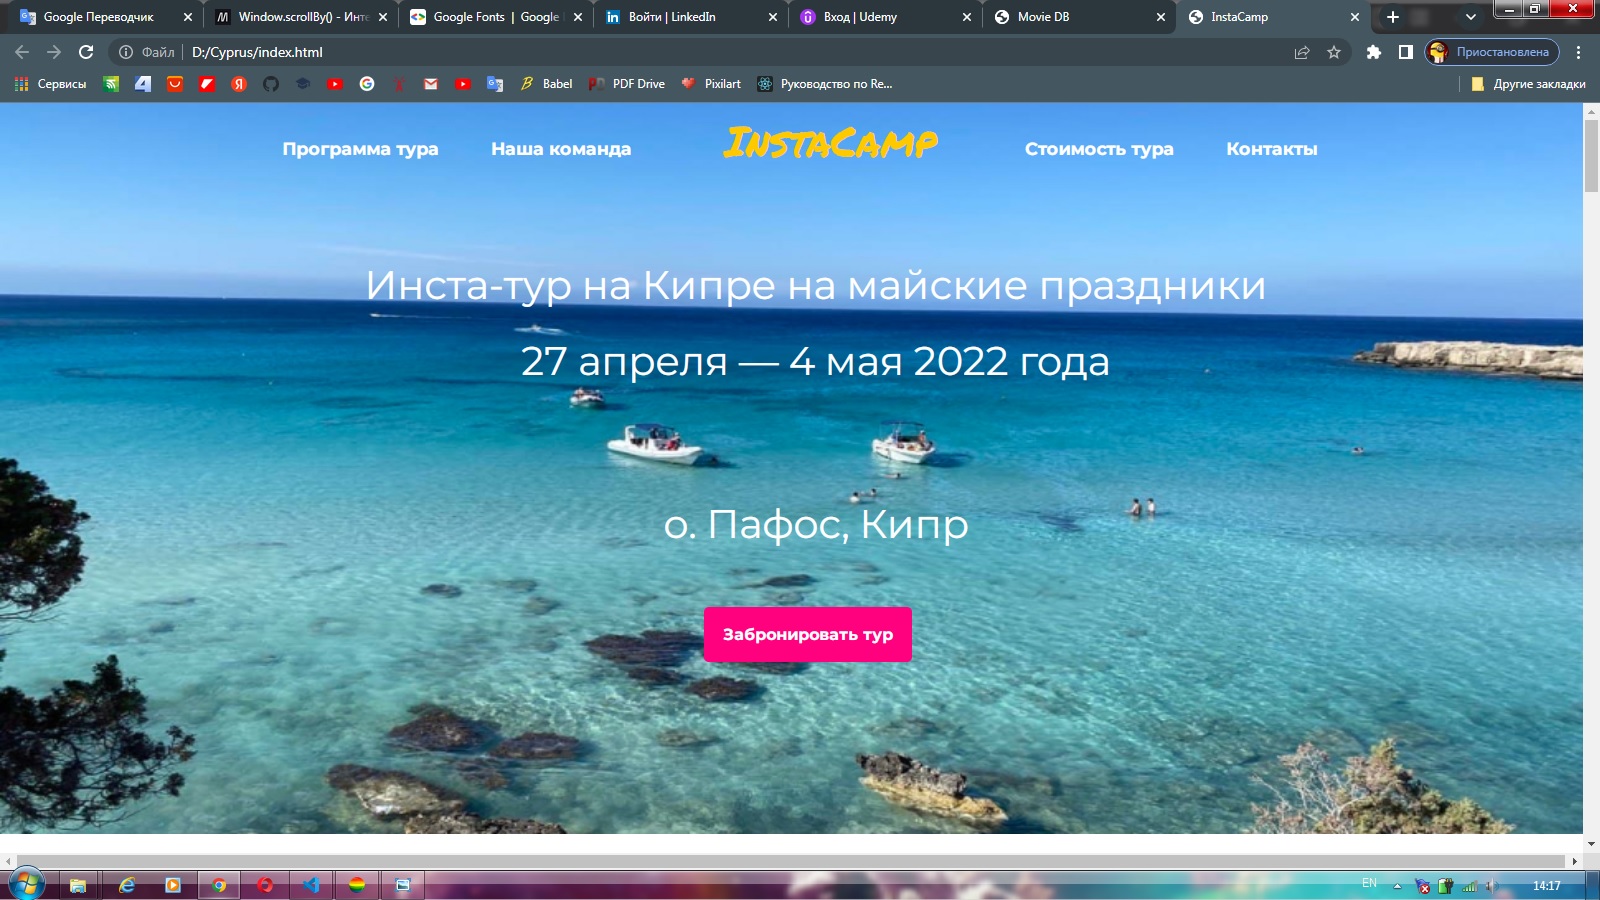 Google Переводчик
Window.scrollBy() - Инте
Google Fonts | Google
Войти | LinkedIn
Вход | Udemy
Movie DB
InstaCamp
Файл
D:/Cyprus/index.html
Приостановлена
Сервисы
Babel
PDF Drive
Pixilart
Руководство по Re...
Другие закладки
Программа тура
Наша команда
InstaCamp
Стоимость тура
Контакты
Инста-тур на Кипре на майские праздники
27 апреля — 4 мая 2022 года
о. Пафос, Кипр
Забронировать тур
EN
14:17